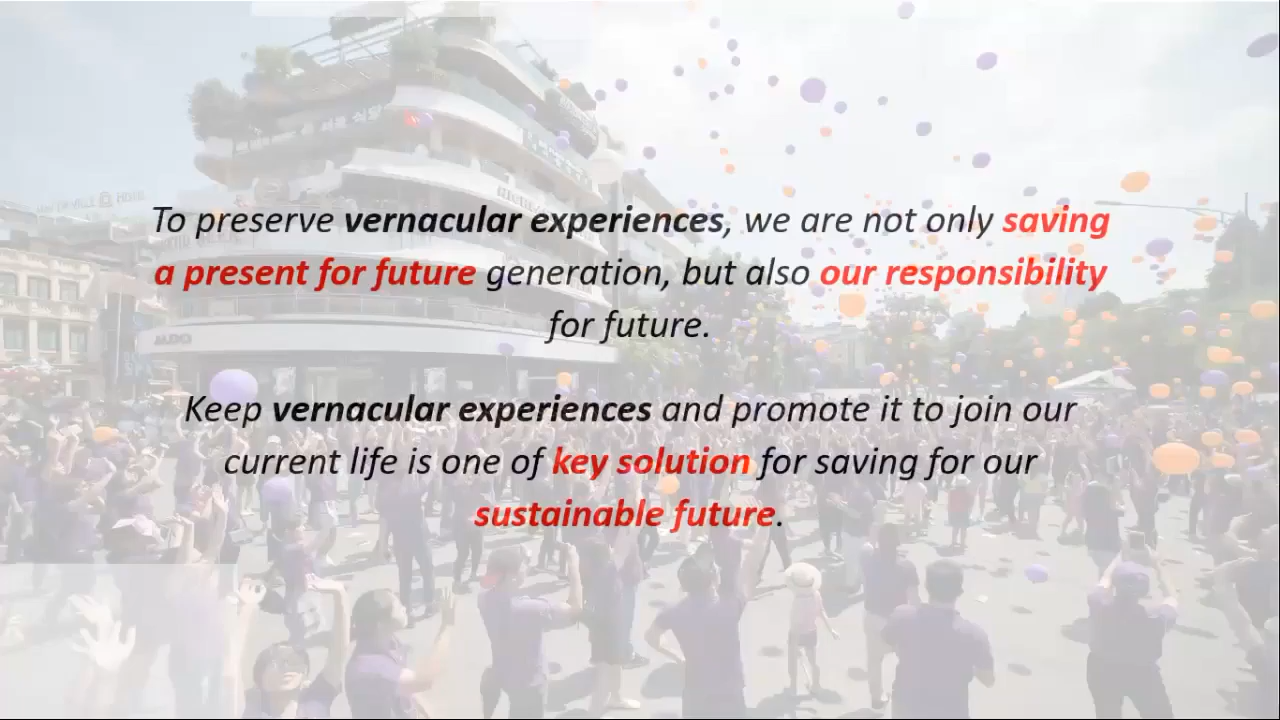 To preserve vernacular experiences, we are not only saving
a present for future generation, but also our responsibility
for future.
Keep vernacular experiences and promote it to join our
current life is one of key solution for saving for our
sustainable future.
ALDO